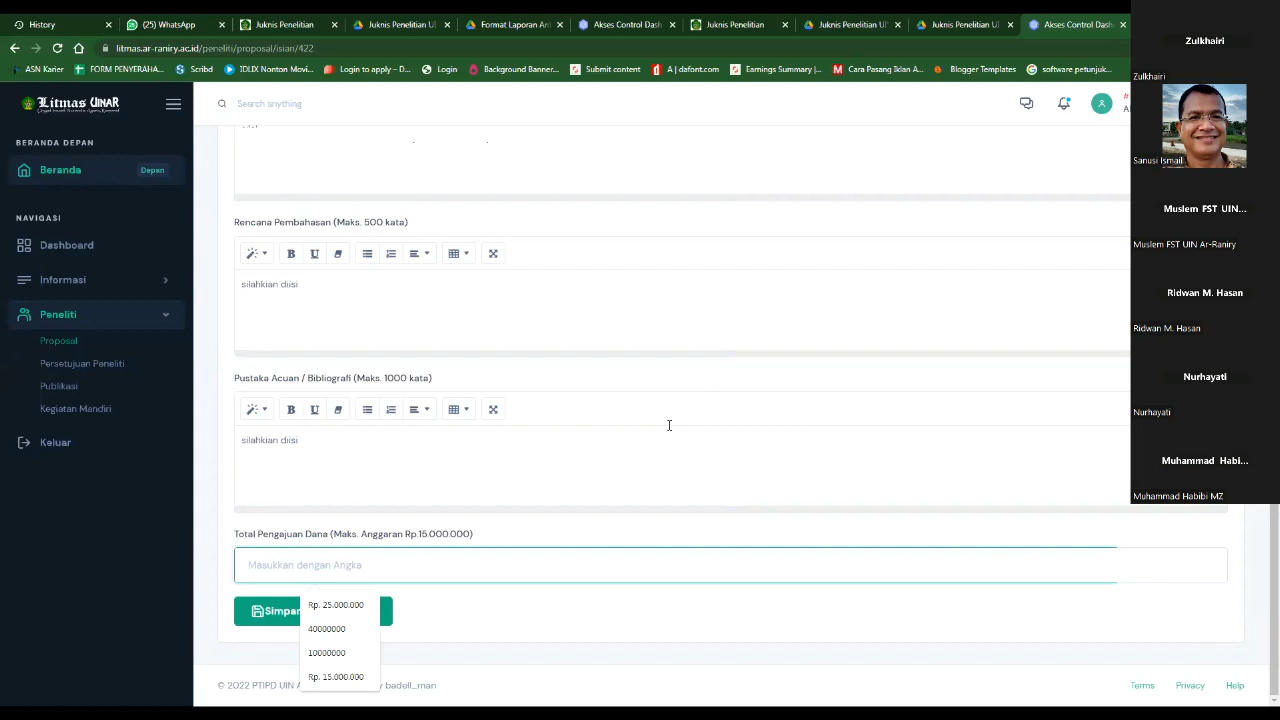 History
(25) WhatsApp
Juknis Penelitian
Juknis Penelitian UI
Format Laporan An
Akses Control Dash
Juknis Penelitian
Juknis Penelitian UI
Juknis Penelitian UI
Akses Control Dash
litmas.ar-raniry.ac.id/peneliti/proposal/isian/422
ASN Karier
FORM PENYERAHA...
Scribd
IDLIX Nonton Movi...
Login to apply – D...
Login
Background Banner...
Submit content
A | dafont.com
Earnings Summary |...
Cara Pasang Iklan A...
Blogger Templates
software petunjuk...
Litmas UINAR
Search anything
BERANDA DEPAN
Beranda
Depan
NAVIGASI
Dashboard
Informasi
Peneliti
Proposal
Persetujuan Peneliti
Publikasi
Kegiatan Mandiri
Keluar
Rencana Pembahasan (Maks. 500 kata)
silahkian diisi
Pustaka Acuan / Bibliografi (Maks. 1000 kata)
silahkian diisi
Total Pengajuan Dana (Maks. Anggaran Rp.15.000.000)
Masukkan dengan Angka
Simpan
Rp. 25.000.000
40000000
10000000
Rp. 15.000.000
© 2022 PTIPD UIN A
badell_man
Terms
Privacy
Help
Zulkhairi
Zulkhairi
Sanusi Ismail
Muslem FST UIN...
Muslem FST UIN Ar-Raniry
Ridwan M. Hasan
Ridwan M. Hasan
Nurhayati
Nurhayati
Muhammad Habi...
Muhammad Habibi MZ